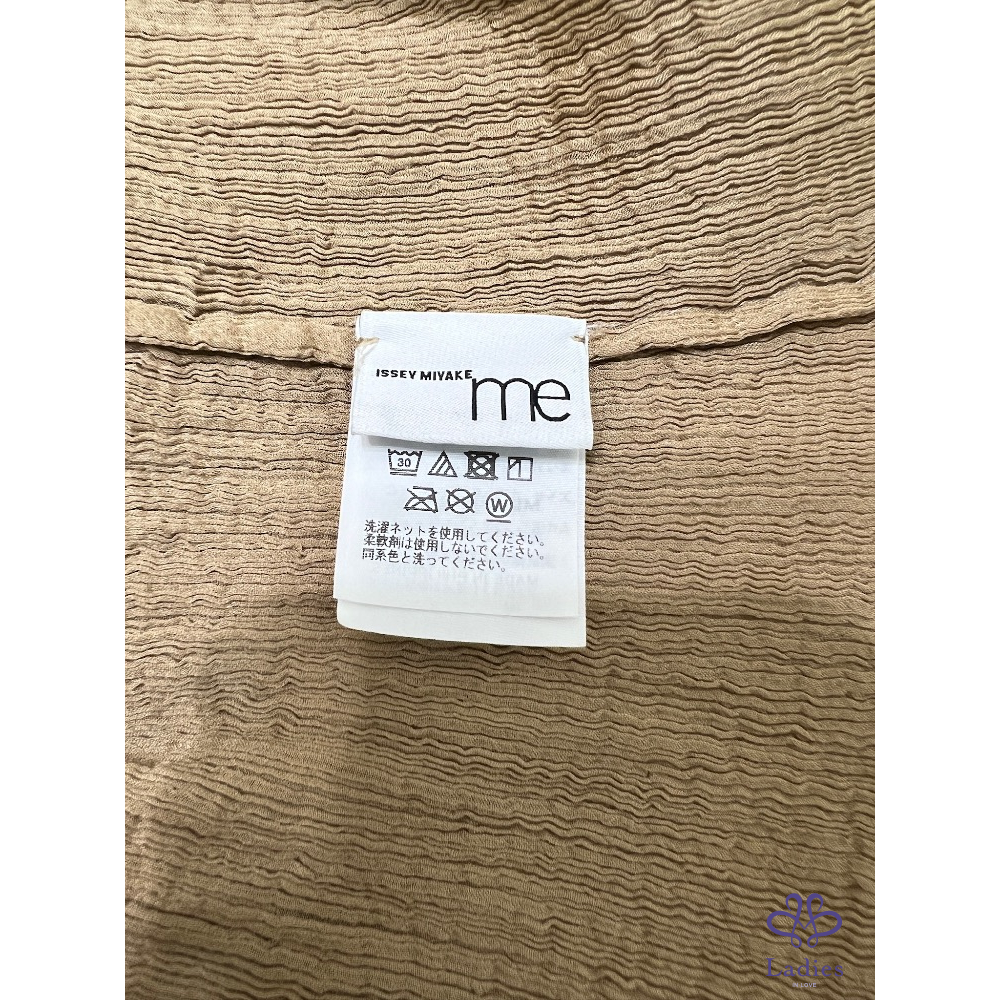 ISSEY MIYAKE me
30
W
洗濯ネットを使用してください。
柔軟剤は使用しないでください。
同系色と洗ってください。
Ladies
IN LOVE